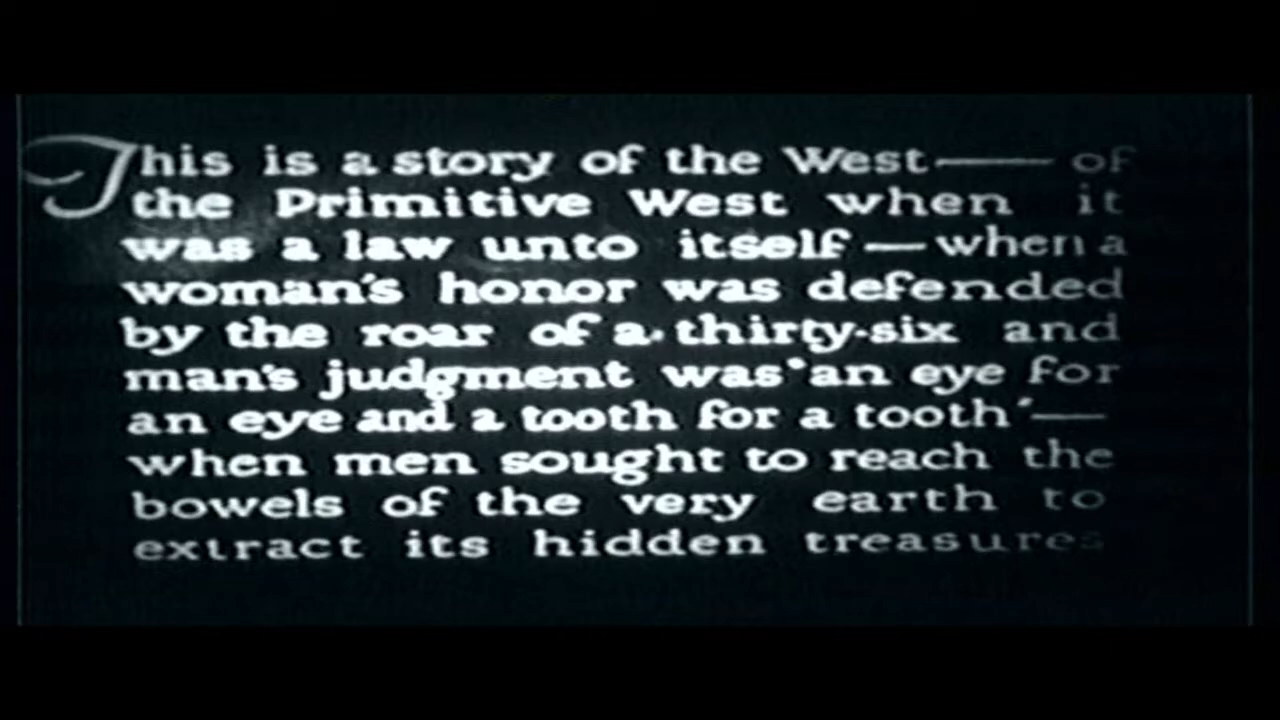 This is a story of the West—— of
the Primitive West when it
was a law unto itself — when a
woman's honor was defended
by the roar of a thirty-six and
man's judgment was "an eye for
an eye and a tooth for a tooth" —
when men sought to reach the
bowels of the very earth to
extract its hidden treasures